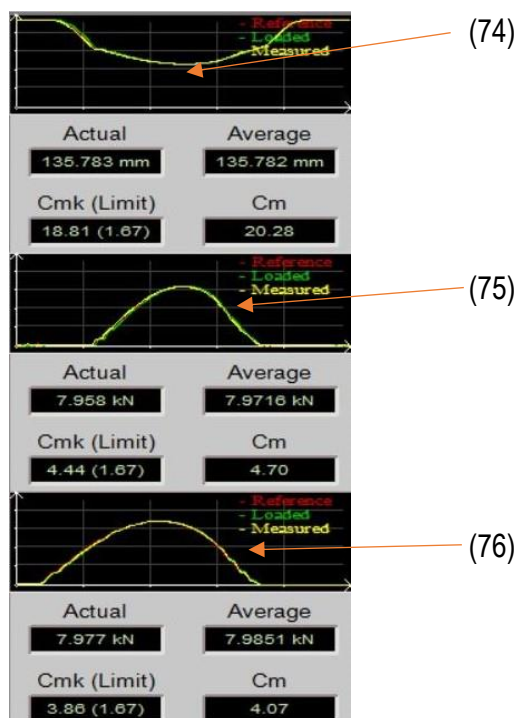 - Reference
- Loaded
- Measured
(74)
Actual Average
135.783 mm 135.782 mm
Cmk (Limit) Cm
18.81 (1.67) 20.28
- Reference
- Loaded
- Measured
(75)
Actual Average
7.958 kN 7.9716 kN
Cmk (Limit) Cm
4.44 (1.67) 4.70
- Reference
- Loaded
- Measured
(76)
Actual Average
7.977 kN 7.9851 kN
Cmk (Limit) Cm
3.86 (1.67) 4.07